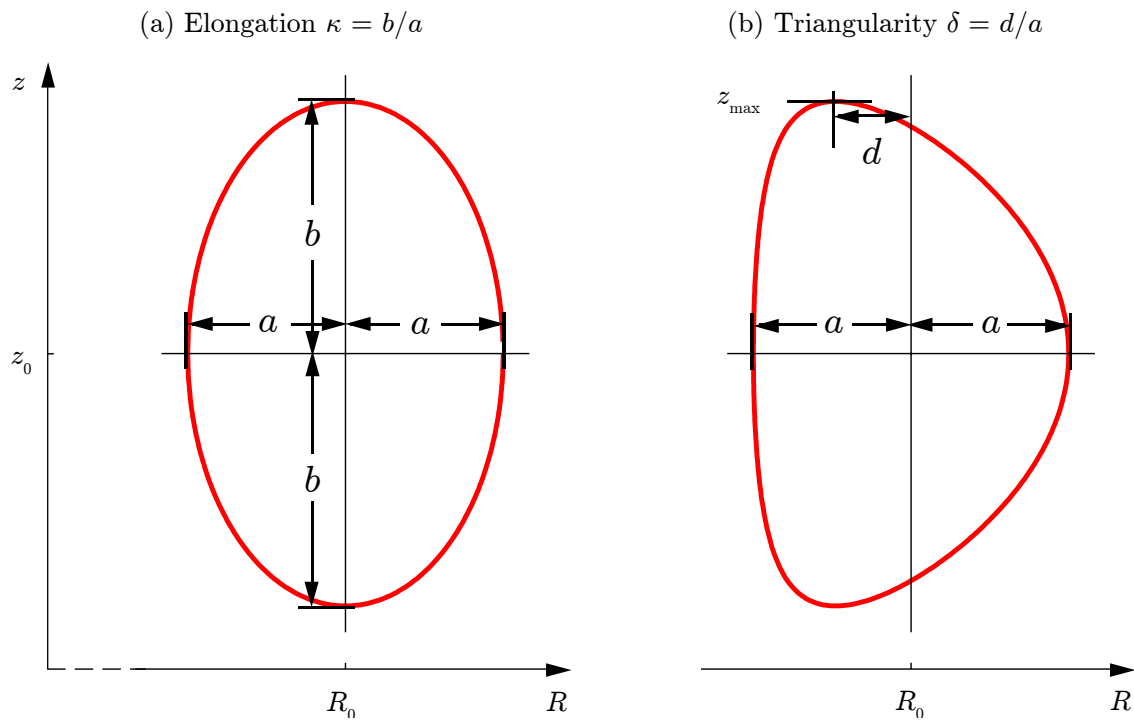 (a) Elongation κ = b/a
(b) Triangularity δ = d/a
z
z_max
d
b
a a
a a
z_0
b
R_0 R
R_0 R